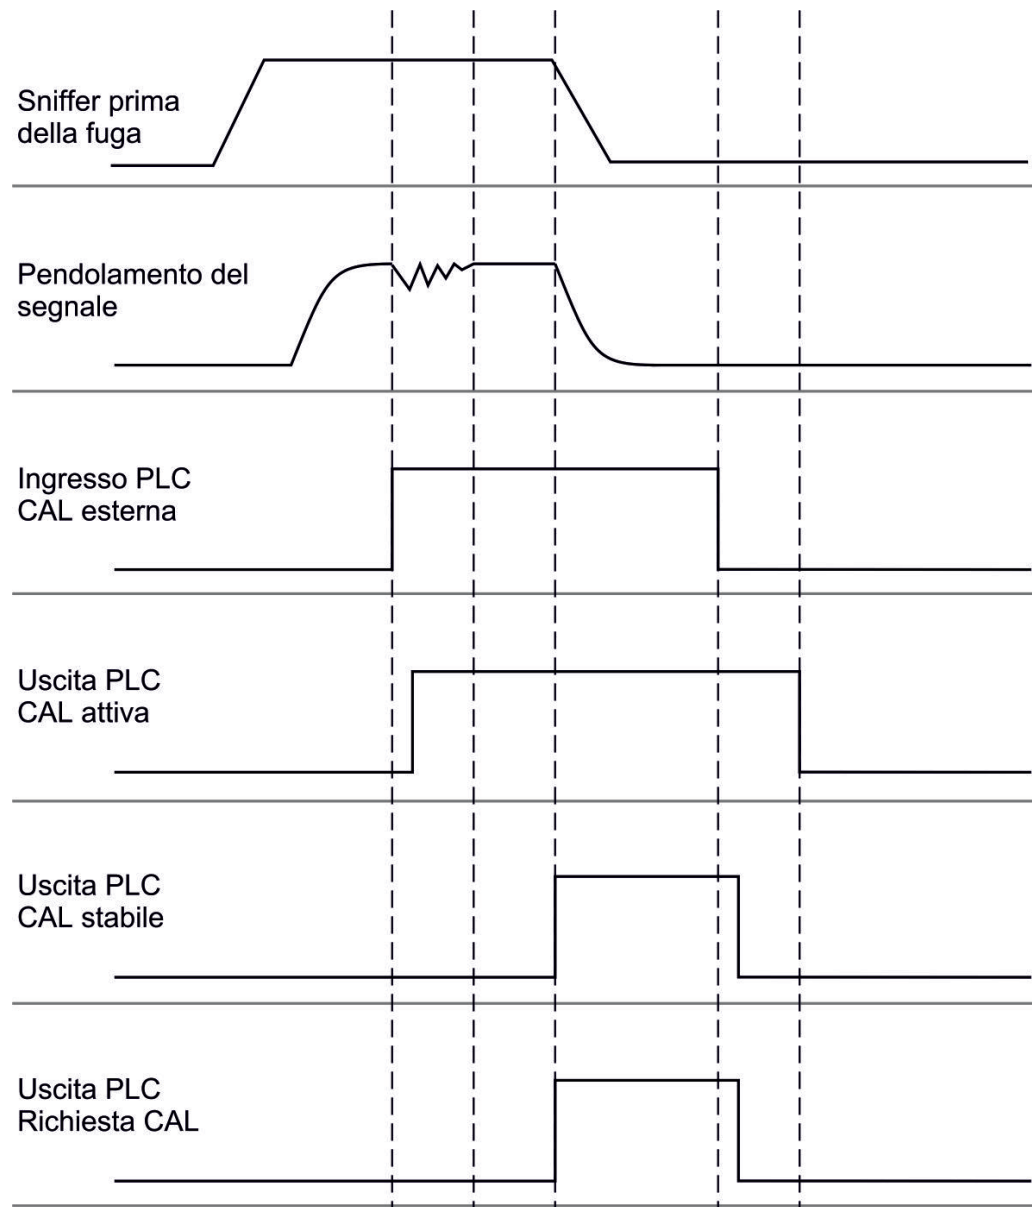 Sniffer prima
della fuga
Pendolamento del
segnale
Ingresso PLC
CAL esterna
Uscita PLC
CAL attiva
Uscita PLC
CAL stabile
Uscita PLC
Richiesta CAL